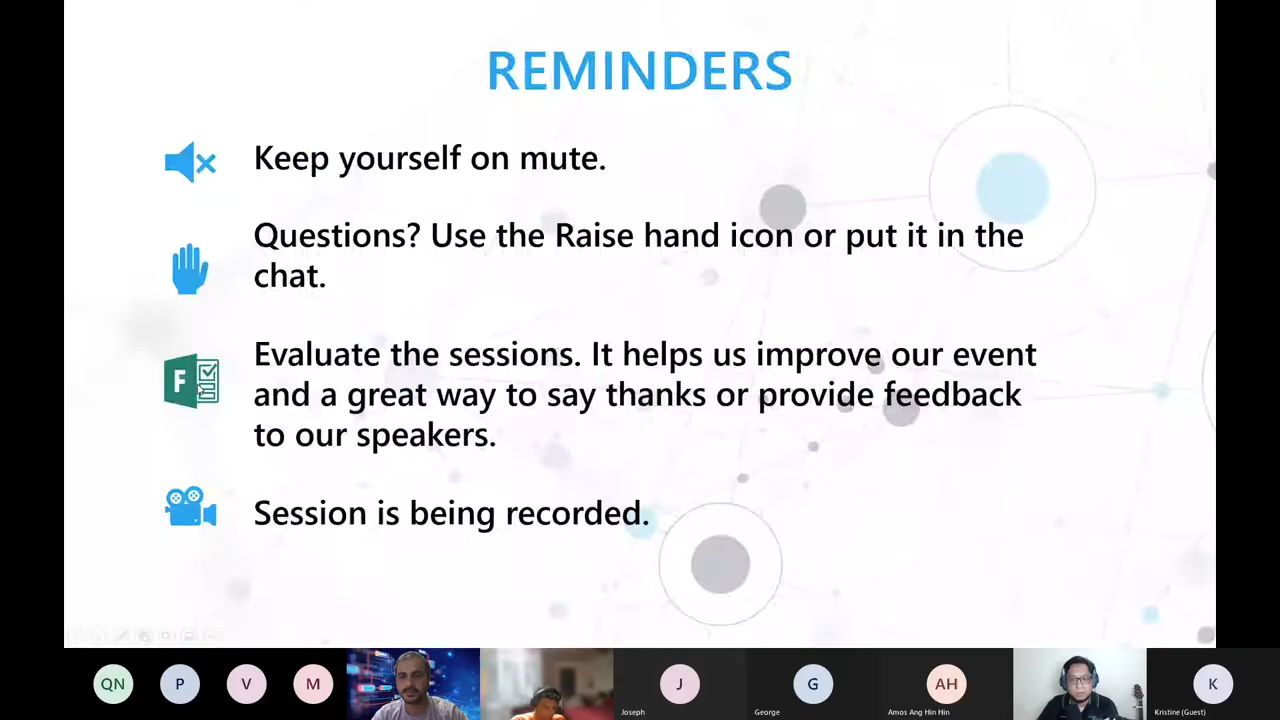 REMINDERS
Keep yourself on mute.
Questions? Use the Raise hand icon or put it in the
chat.
Evaluate the sessions. It helps us improve our event
and a great way to say thanks or provide feedback
to our speakers.
F
Session is being recorded.
QN
P
V
M
J
G
AH
K
Joseph
George
Amos Ang Hin Hin
Kristine (Guest)